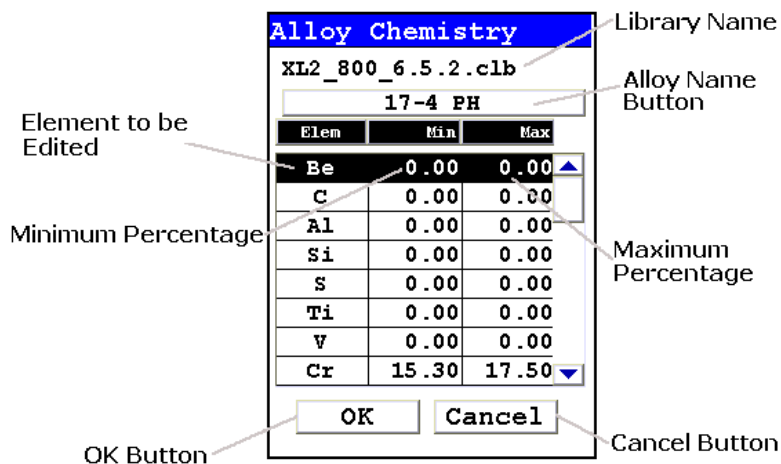 Alloy Chemistry
Library Name
XL2_800_6.5.2.clb
Alloy Name
Button
17-4 PH
Element to be
Edited
Elem Min Max
Be 0.00 0.00
C 0.00 0.00
Al 0.00 0.00
Minimum Percentage
Si 0.00 0.00
Maximum
Percentage
S 0.00 0.00
Ti 0.00 0.00
V 0.00 0.00
Cr 15.30 17.50
OK Cancel
OK Button
Cancel Button